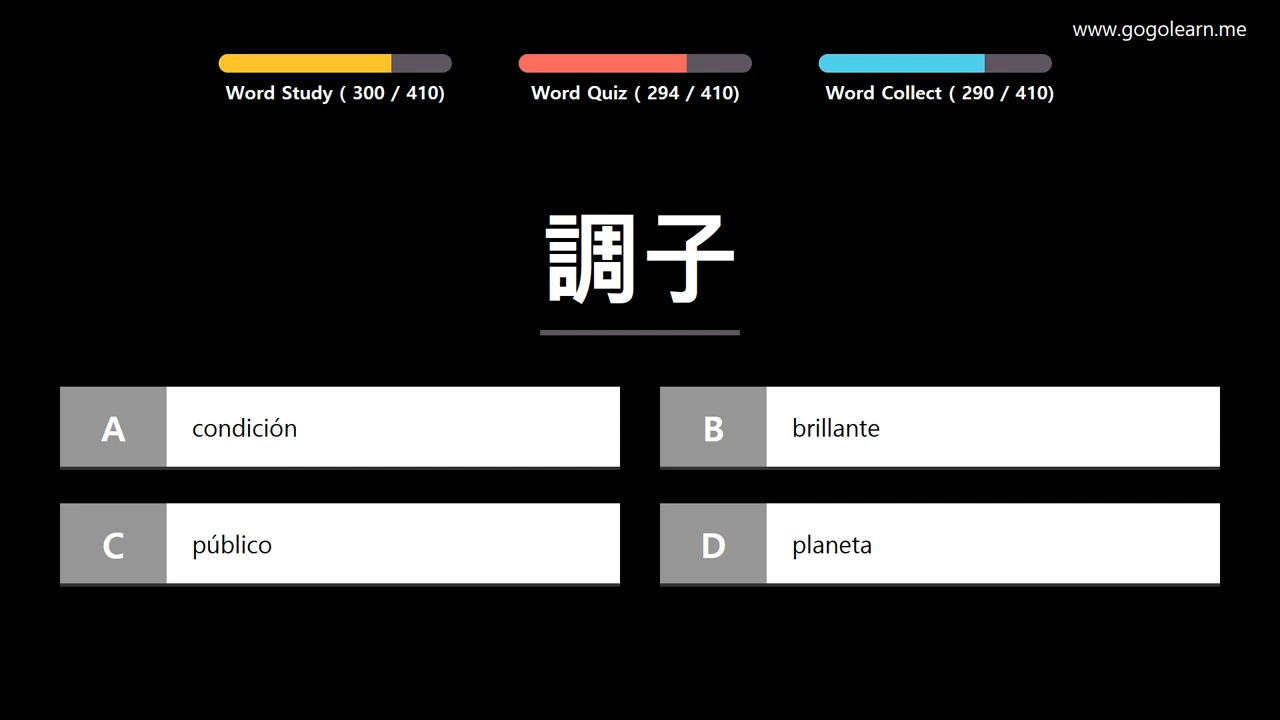 www.gogolearn.me
Word Study ( 300 / 410)
Word Quiz ( 294 / 410)
Word Collect ( 290 / 410)
調子
A condición
B brillante
C público
D planeta